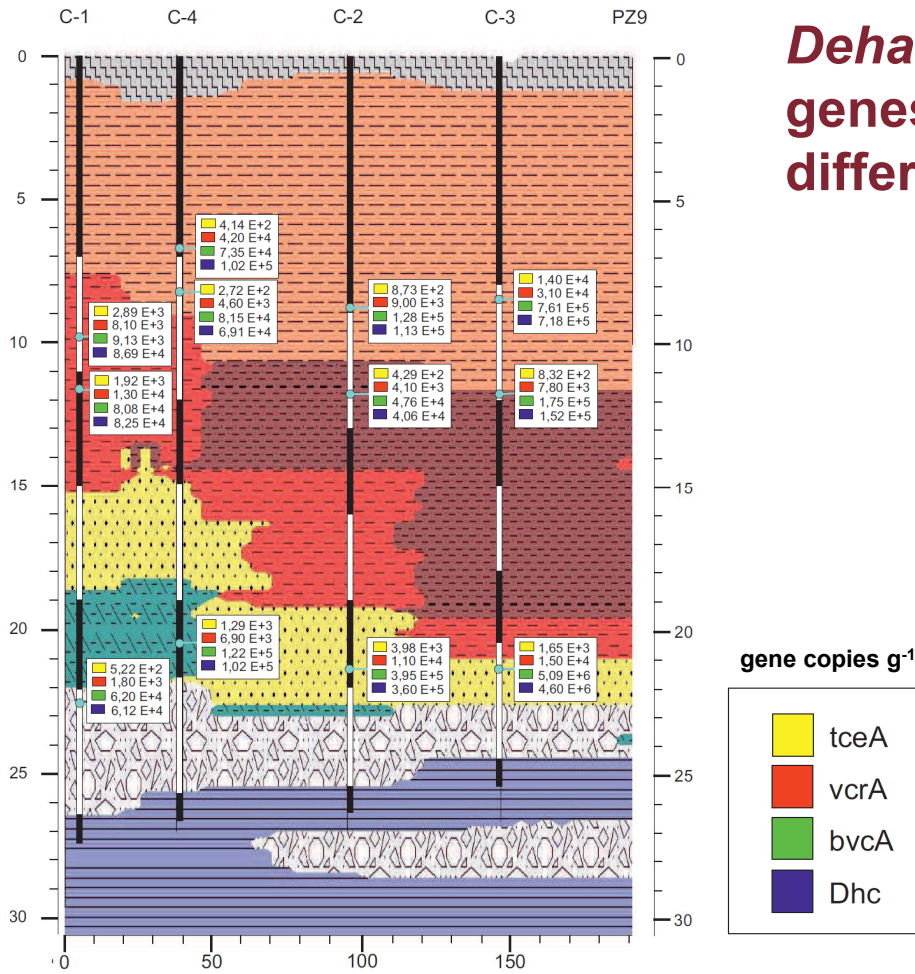 C-1 C-4 C-2 C-3 PZ9
Deha
genes
differ
0 0
5 5
4,14 E+2
4,20 E+4
7,35 E+4
1,02 E+5
2,72 E+2
4,60 E+3
8,15 E+4
6,91 E+4
8,73 E+2
9,00 E+3
1,28 E+5
1,13 E+5
1,40 E+4
3,10 E+4
7,61 E+5
7,18 E+5
2,89 E+3
8,10 E+3
9,13 E+3
8,69 E+4
10 10
1,92 E+3
1,30 E+4
8,08 E+4
8,25 E+4
4,29 E+2
4,10 E+3
4,76 E+4
4,06 E+4
8,32 E+2
7,80 E+3
1,75 E+5
1,52 E+5
15 15
20 20
1,29 E+3
6,90 E+3
1,22 E+5
1,02 E+5
3,98 E+3
1,10 E+4
3,95 E+5
3,60 E+5
1,65 E+3
1,50 E+4
5,09 E+6
4,60 E+6
5,22 E+2
1,80 E+3
6,20 E+4
6,12 E+4
gene copies g-1
tceA
vcrA
bvcA
Dhc
25 25
30 30
0 50 100 150